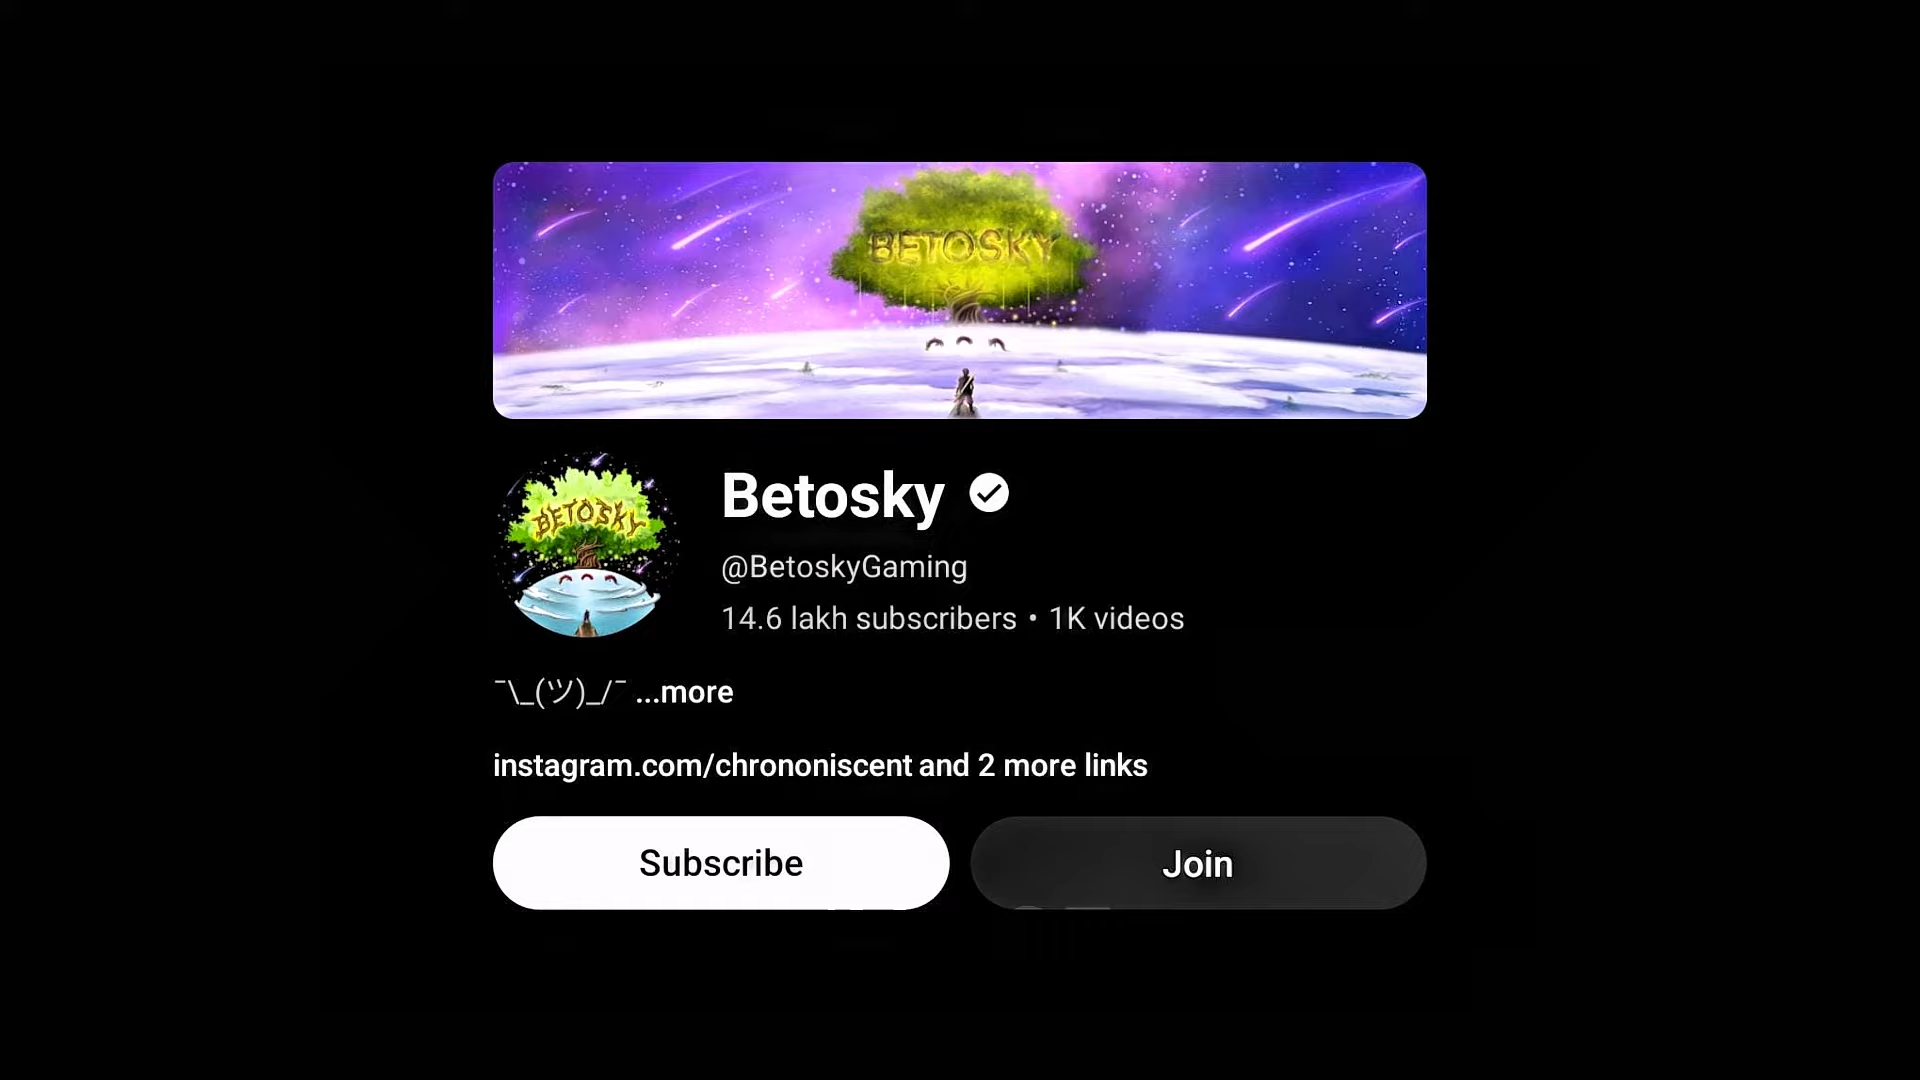 BETOSKY
BETOSKY
Betosky
@BetoskyGaming
14.6 lakh subscribers • 1K videos
¯\_(ツ)_/¯ ...more
instagram.com/chrononiscent and 2 more links
Subscribe
Join